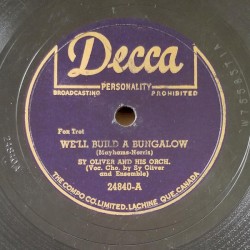 Decca
PERSONALITY
BROADCASTING PROHIBITED
Fox Trot
WE'LL BUILD A BUNGALOW
(Mayhams-Norris)
SY OLIVER AND HIS ORCH.
(Voc. Cho. by Sy Oliver
and Ensemble)
24840-A
THE COMPO CO. LIMITED. LACHINE QUE. CANADA